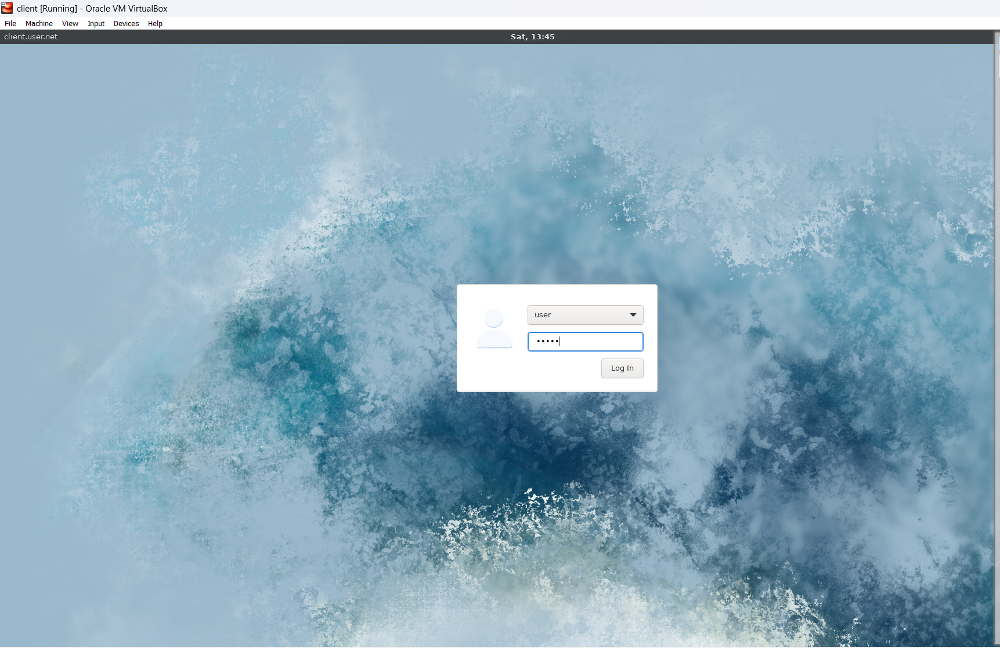 client [Running] - Oracle VM VirtualBox
File Machine View Input Devices Help
client.user.net Sat, 13:45
user
•••••
Log In